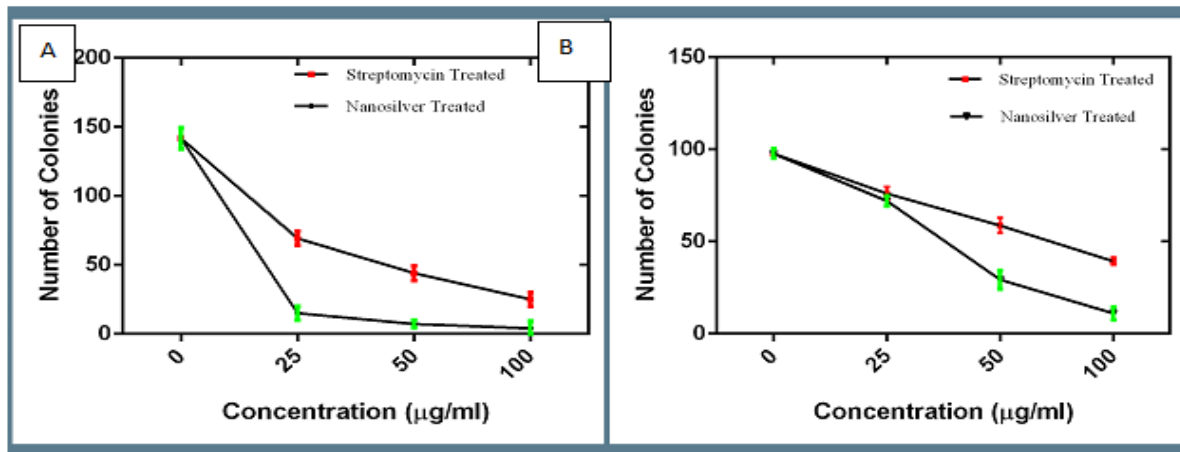 A
200
150
100
50
0
Number of Colonies
Streptomycin Treated
Nanosilver Treated
0
25
50
100
Concentration (μg/ml)
B
150
100
50
0
Number of Colonies
Streptomycin Treated
Nanosilver Treated
0
25
50
100
Concentration (μg/ml)